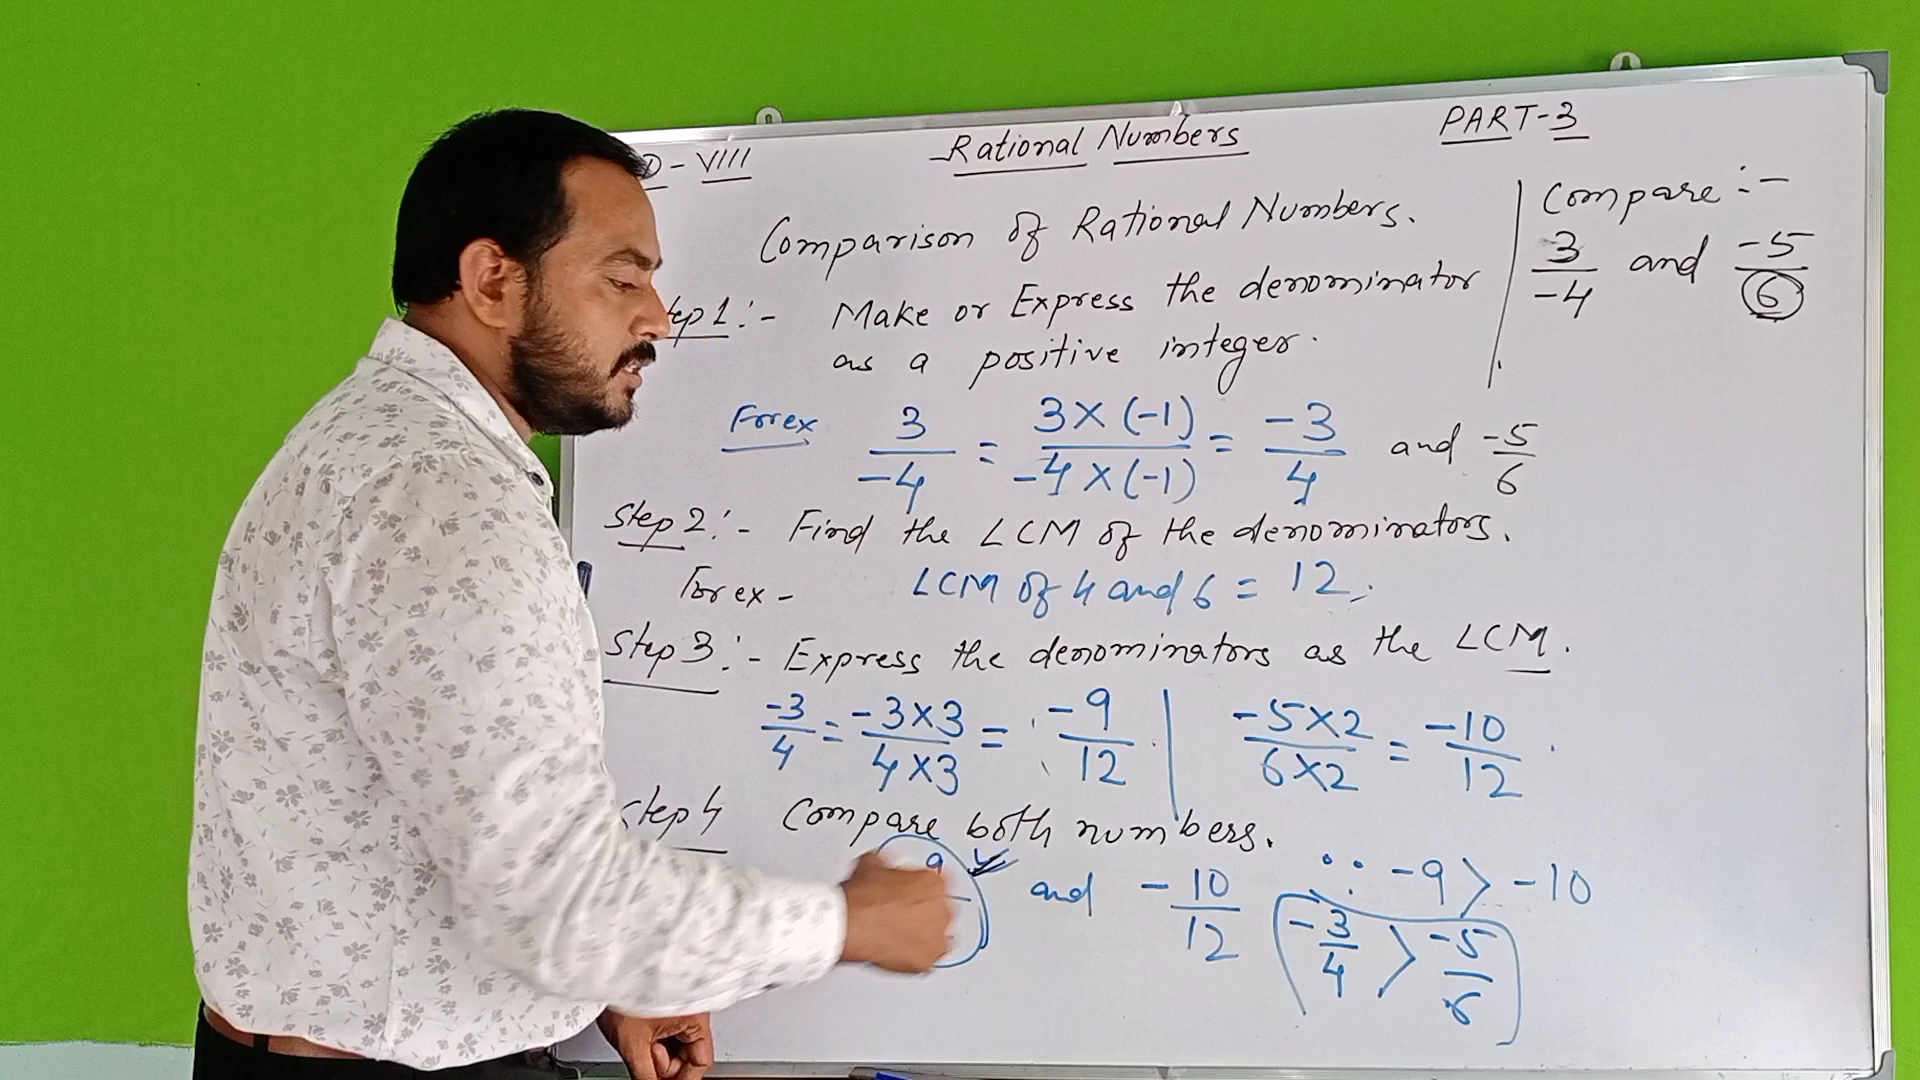 D - VIII Rational Numbers PART-3
Comparison of Rational Numbers.
Compare :-
3/-4 and -5/6
Step 1 :- Make or Express the denominator
as a positive integer.
For ex 3/-4 = 3 × (-1)/-4 × (-1) = -3/4 and -5/6
Step 2 :- Find the LCM of the denominators.
For ex - LCM of 4 and 6 = 12.
Step 3 :- Express the denominators as the LCM.
-3/4 = -3×3/4×3 = -9/12 | -5×2/6×2 = -10/12
Step 4 Compare both numbers.
9 and -10/12 ∵ -9 > -10
-3/4 > -5/6